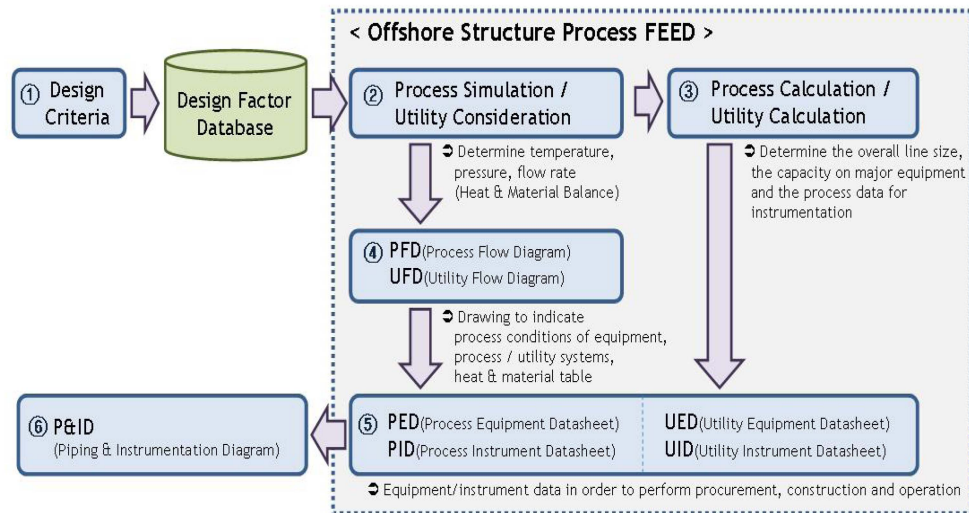 < Offshore Structure Process FEED >
① Design
Criteria
Design Factor
Database
② Process Simulation /
Utility Consideration
③ Process Calculation /
Utility Calculation
➲ Determine temperature,
pressure, flow rate
(Heat & Material Balance)
➲ Determine the overall line size,
the capacity on major equipment
and the process data for
instrumentation
④ PFD(Process Flow Diagram)
UFD(Utility Flow Diagram)
➲ Drawing to indicate
process conditions of equipment,
process / utility systems,
heat & material table
⑤ PED(Process Equipment Datasheet)
PID(Process Instrument Datasheet)
UED(Utility Equipment Datasheet)
UID(Utility Instrument Datasheet)
⑥ P&ID
(Piping & Instrumentation Diagram)
➲ Equipment/instrument data in order to perform procurement, construction and operation